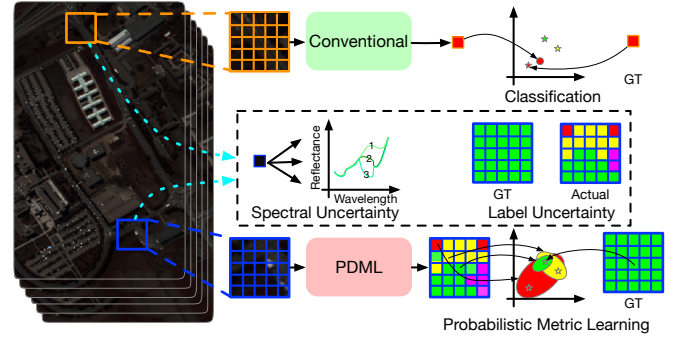 Conventional
GT
Classification
Reflectance
1
2
3
Wavelength
GT
Actual
Spectral Uncertainty
Label Uncertainty
PDML
GT
Probabilistic Metric Learning